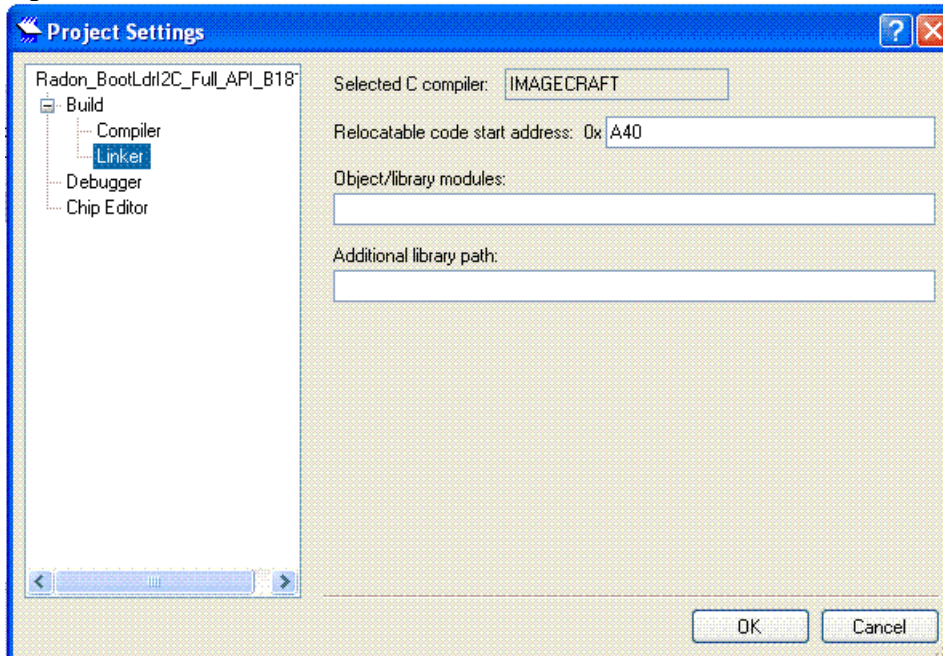 Project Settings
Radon_BootLdrI2C_Full_API_B18
Build
Compiler
Linker
Debugger
Chip Editor
Selected C compiler: IMAGECRAFT
Relocatable code start address: 0x A40
Object/library modules:
Additional library path:
OK Cancel